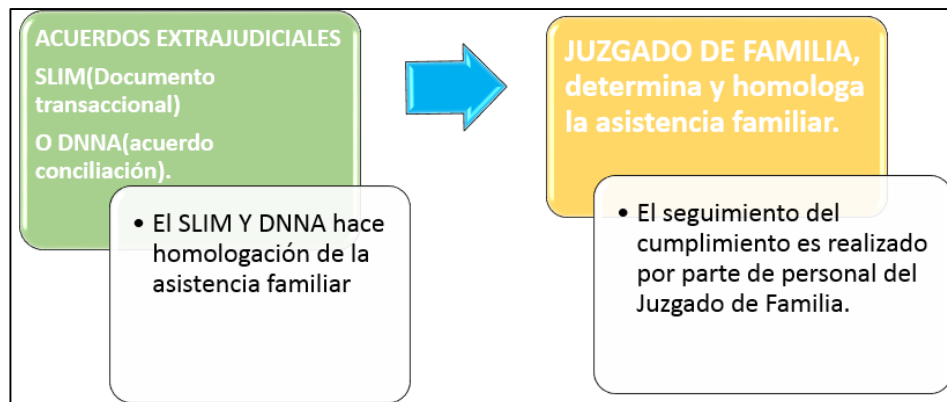 ACUERDOS EXTRAJUDICIALES
SLIM(Documento
transaccional)
O DNNA(acuerdo
conciliación).
• El SLIM Y DNNA hace
homologación de la
asistencia familiar
JUZGADO DE FAMILIA,
determina y homologa
la asistencia familiar.
• El seguimiento del
cumplimiento es realizado
por parte de personal del
Juzgado de Familia.